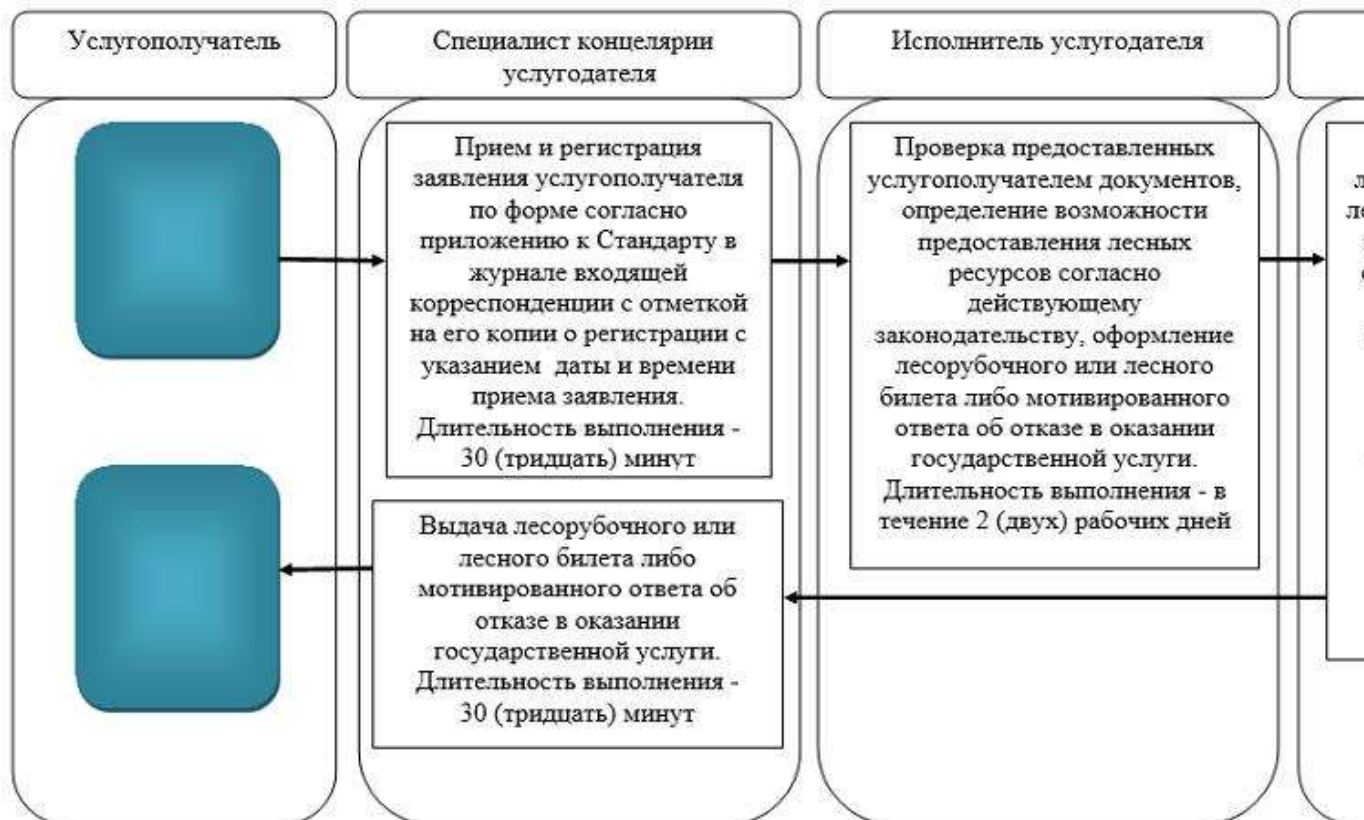 Услугополучатель
Специалист концелярии
услугодателя
Исполнитель услугодателя
Прием и регистрация
заявления услугополучателя
по форме согласно
приложению к Стандарту в
журнале входящей
корреспонденции с отметкой
на его копии о регистрации с
указанием даты и времени
приема заявления.
Длительность выполнения -
30 (тридцать) минут
Выдача лесорубочного или
лесного билета либо
мотивированного ответа об
отказе в оказании
государственной услуги.
Длительность выполнения -
30 (тридцать) минут
Проверка предоставленных
услугополучателем документов,
определение возможности
предоставления лесных
ресурсов согласно
действующему
законодательству, оформление
лесорубочного или лесного
билета либо мотивированного
ответа об отказе в оказании
государственной услуги.
Длительность выполнения - в
течение 2 (двух) рабочих дней